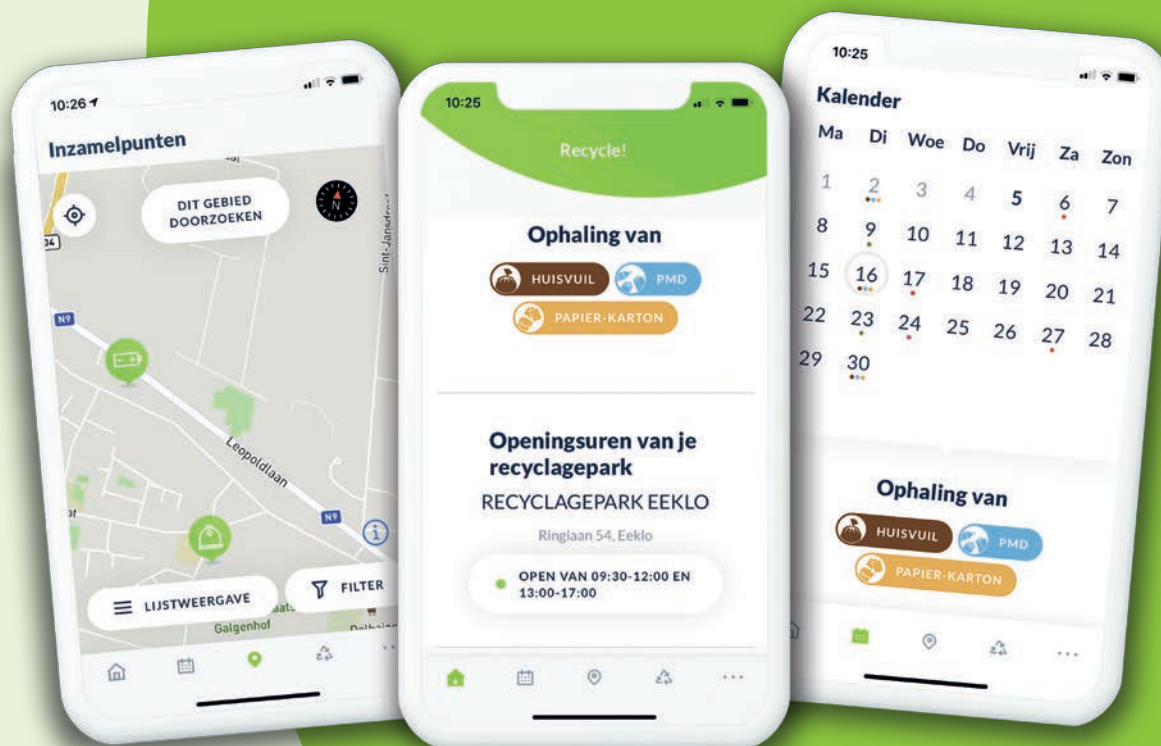 10:26
Inzamelpunten
DIT GEBIED
DOORZOEKEN
N
Sint-Jansdreef
N9
Leopoldlaan
N9
LIJSTWEERGAVE
FILTER
Galgenhof
10:25
Recycle!
Ophaling van
HUISVUIL
PMD
PAPIER-KARTON
Openingsuren van je
recyclagepark
RECYCLAGEPARK EEKLO
Ringlaan 54, Eeklo
OPEN VAN 09:30-12:00 EN
13:00-17:00
10:25
Kalender
Ma Di Woe Do Vrij Za Zon
1 2 3 4 5 6 7
8 9 10 11 12 13 14
15 16 17 18 19 20 21
22 23 24 25 26 27 28
29 30
Ophaling van
HUISVUIL
PMD
PAPIER-KARTON